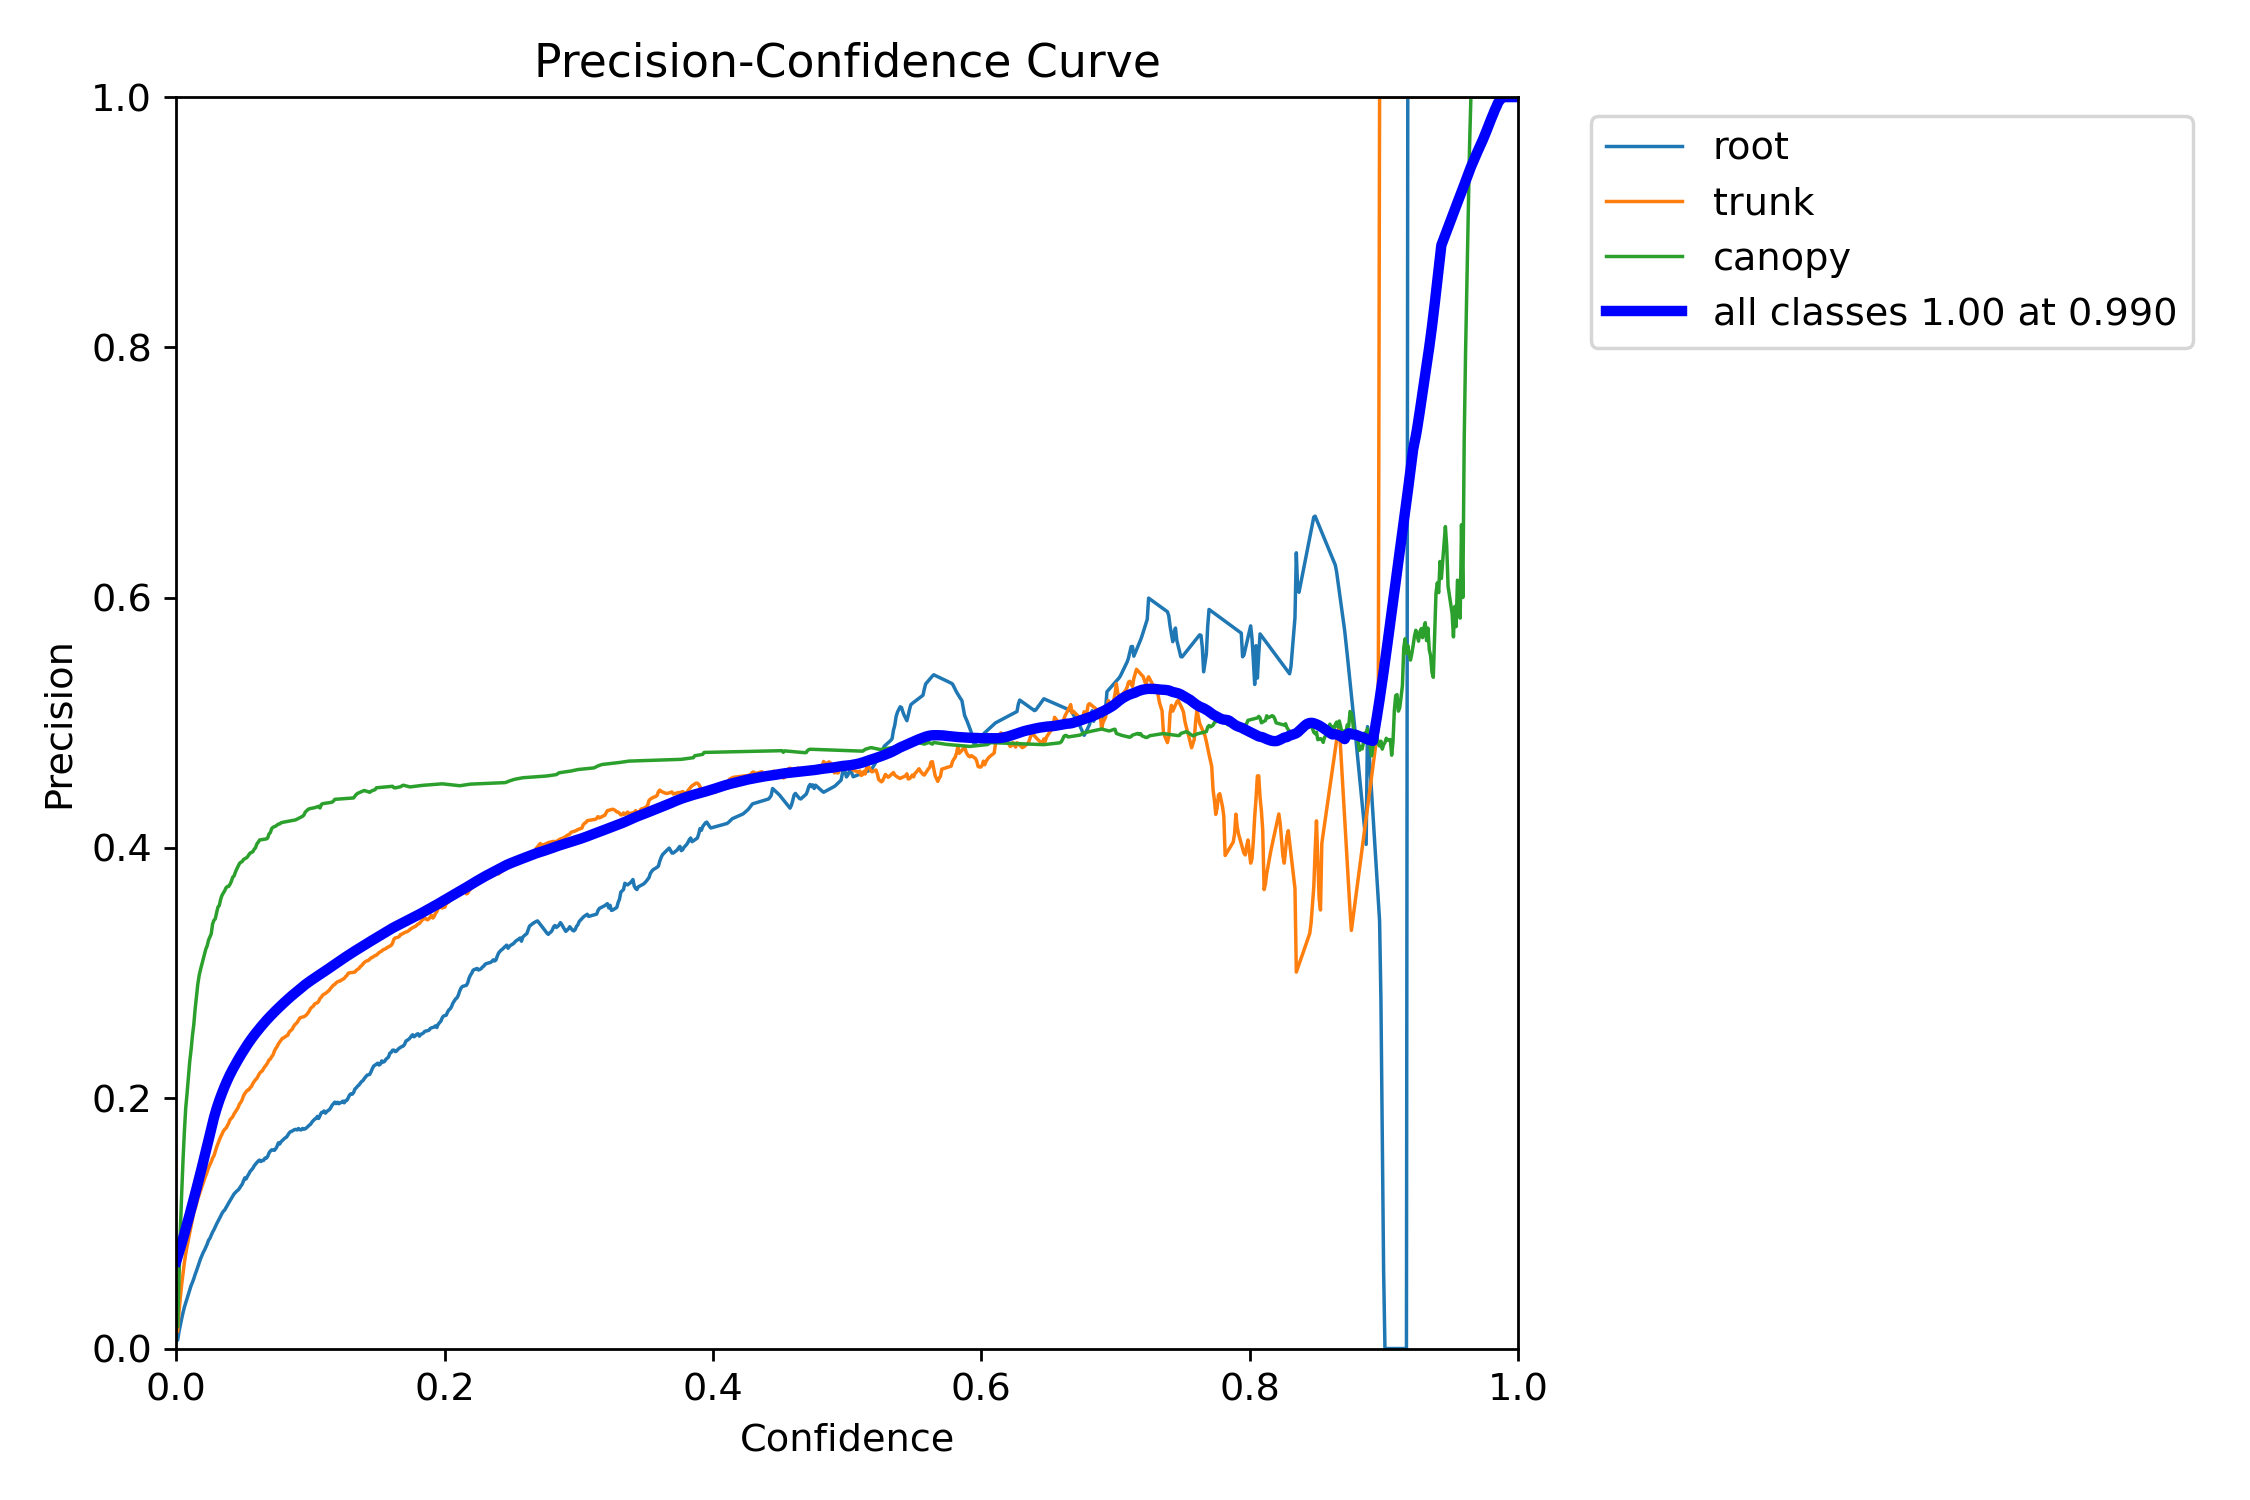 Precision-Confidence Curve
1.0
0.8
0.6
0.4
0.2
0.0
Precision
0.0 0.2 0.4 0.6 0.8 1.0
Confidence
root
trunk
canopy
all classes 1.00 at 0.990